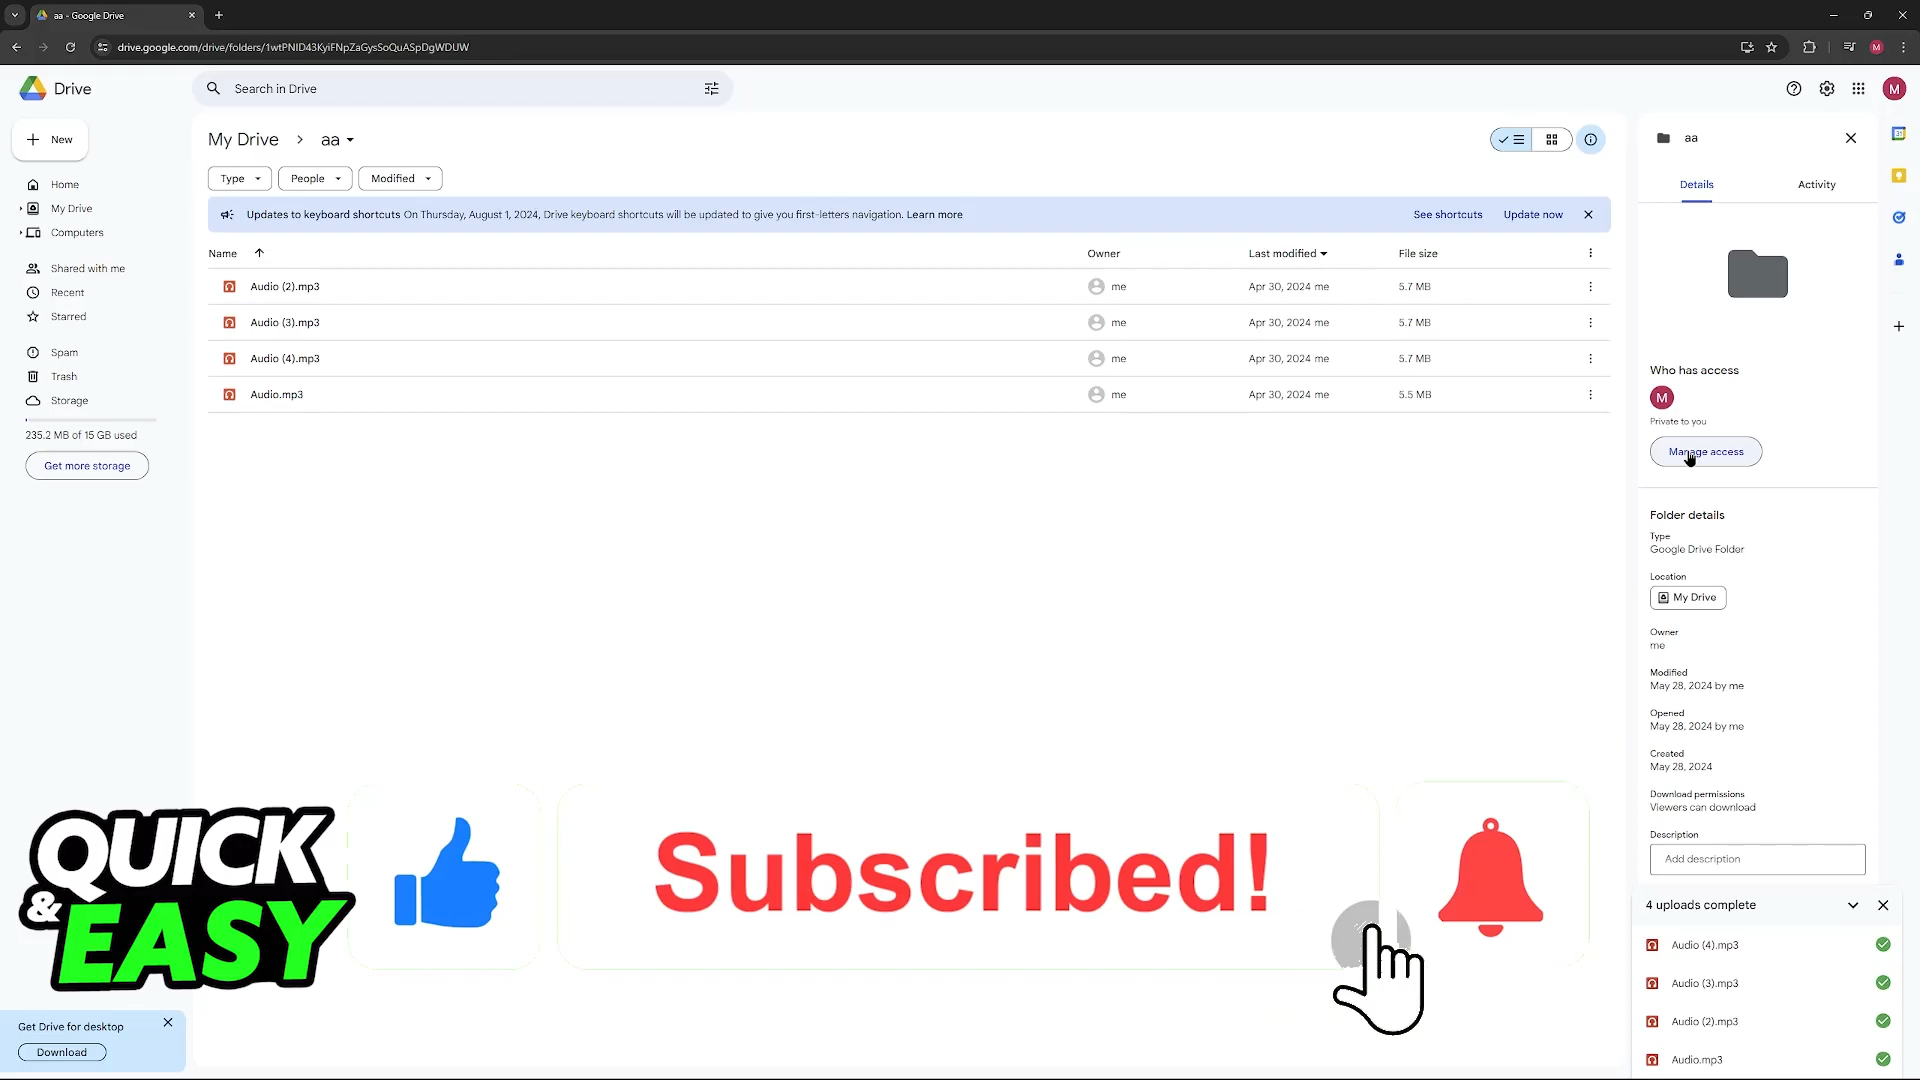 aa - Google Drive
drive.google.com/drive/folders/1wtPNID43KyiFNpZaGysSoQuASpDgWDUW
M
Drive
Search in Drive
M
New
Home
My Drive
Computers
Shared with me
Recent
Starred
Spam
Trash
Storage
235.2 MB of 15 GB used
Get more storage
My Drive > aa
Type
People
Modified
Updates to keyboard shortcuts On Thursday, August 1, 2024, Drive keyboard shortcuts will be updated to give you first-letters navigation. Learn more
See shortcuts
Update now
Name Owner Last modified File size
Audio (2).mp3 me Apr 30, 2024 me 5.7 MB
Audio (3).mp3 me Apr 30, 2024 me 5.7 MB
Audio (4).mp3 me Apr 30, 2024 me 5.7 MB
Audio.mp3 me Apr 30, 2024 me 5.5 MB
aa
Details
Activity
31
Who has access
M
Private to you
Manage access
Folder details
Type
Google Drive Folder
Location
My Drive
Owner
me
Modified
May 28, 2024 by me
Opened
May 28, 2024 by me
Created
May 28, 2024
Download permissions
Viewers can download
Description
Add description
4 uploads complete
Audio (4).mp3
Audio (3).mp3
Audio (2).mp3
Audio.mp3
QUICK
& EASY
Subscribed!
Get Drive for desktop
Download